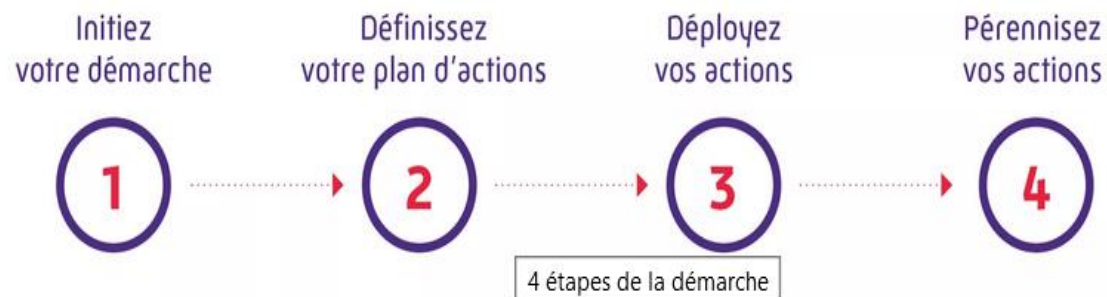 Initiez
votre démarche
Définissez
votre plan d'actions
Déployez
vos actions
Pérennisez
vos actions
1
2
3
4
4 étapes de la démarche